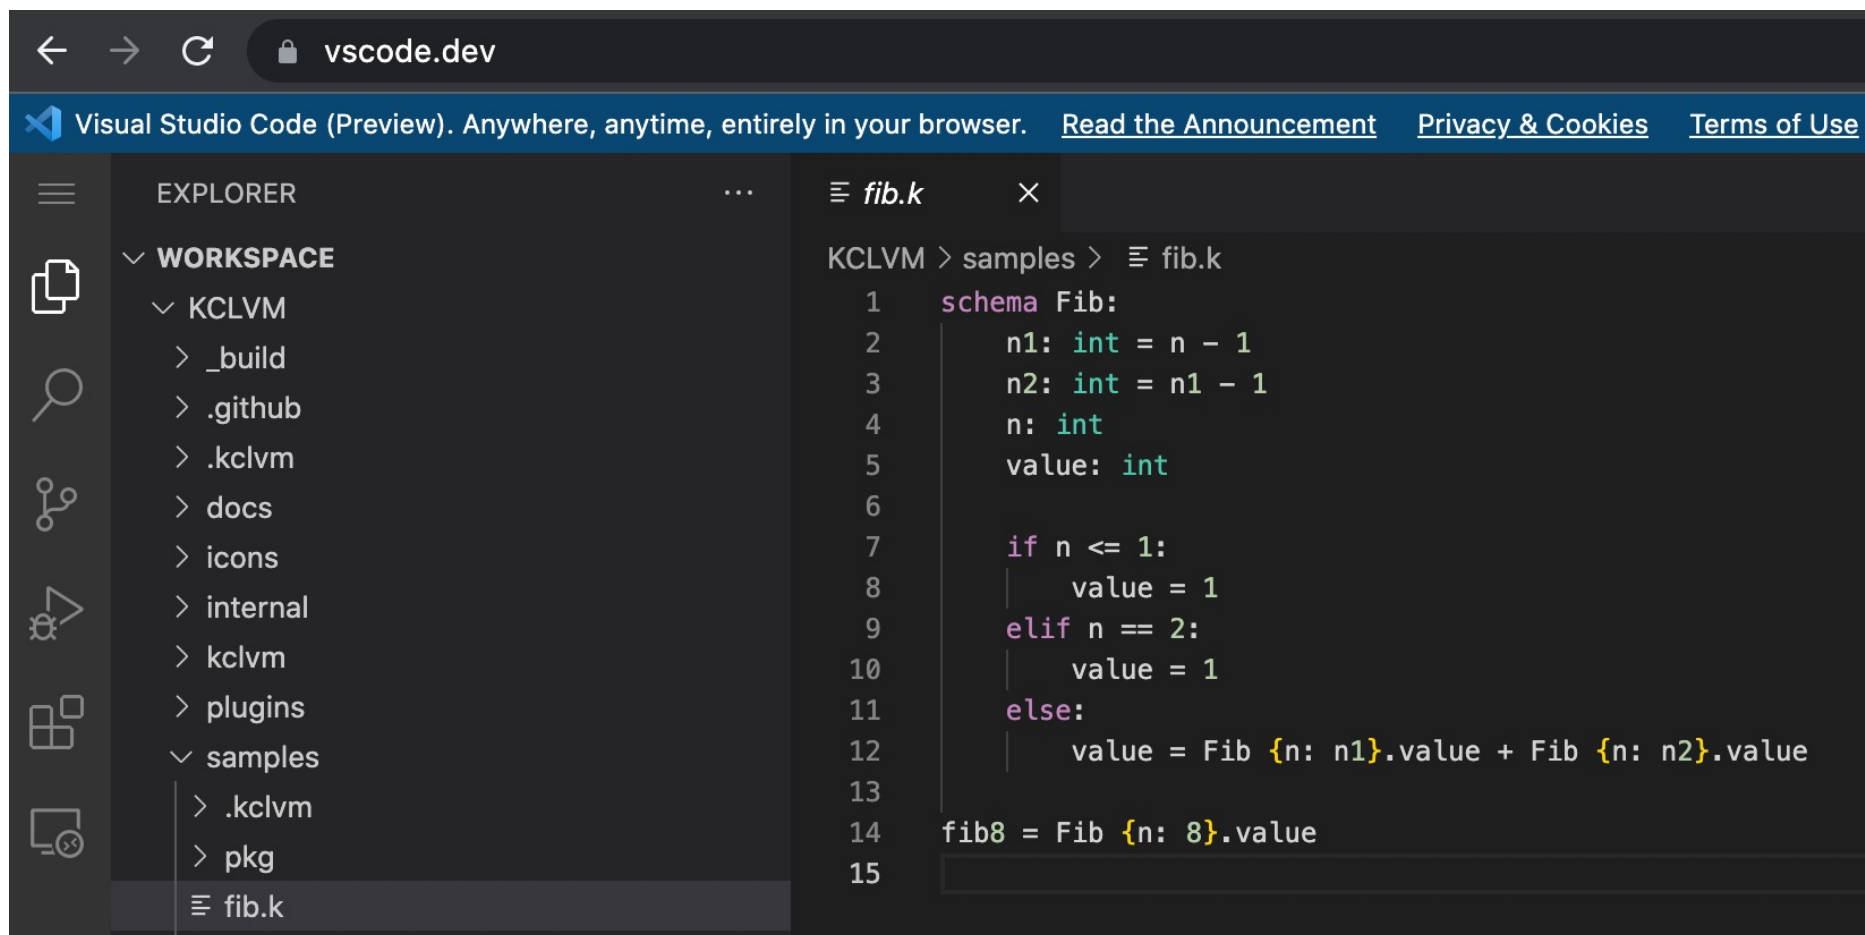 vscode.dev
Visual Studio Code (Preview). Anywhere, anytime, entirely in your browser. Read the Announcement Privacy & Cookies Terms of Use
EXPLORER
WORKSPACE
KCLVM
_build
.github
.kclvm
docs
icons
internal
kclvm
plugins
samples
.kclvm
pkg
fib.k
fib.k
KCLVM > samples > fib.k
1 schema Fib:
2     n1: int = n - 1
3     n2: int = n1 - 1
4     n: int
5     value: int
6
7     if n <= 1:
8         value = 1
9     elif n == 2:
10         value = 1
11     else:
12         value = Fib {n: n1}.value + Fib {n: n2}.value
13
14 fib8 = Fib {n: 8}.value
15